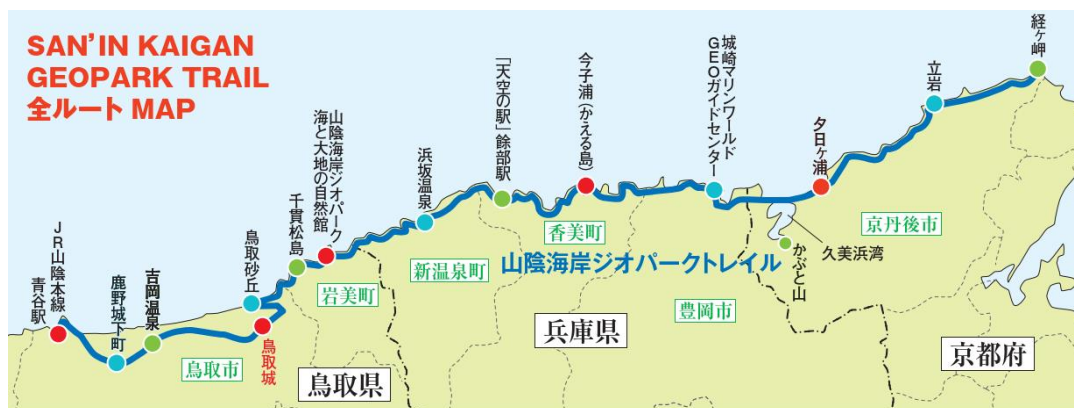 SAN'IN KAIGAN
GEOPARK TRAIL
全ルート MAP
JR山陰本線
青谷駅
鹿野城下町
吉岡温泉
鳥取砂丘
鳥取城
千貫松島
山陰海岸ジオパーク
海と大地の自然館
浜坂温泉
「天空の駅」餘部駅
今子浦（かえる島）
城崎マリンワールド
GEOガイドセンター
夕日ヶ浦
立岩
経ヶ岬
久美浜湾
かぶと山
山陰海岸ジオパークトレイル
鳥取市
岩美町
新温泉町
香美町
豊岡市
京丹後市
鳥取県
兵庫県
京都府